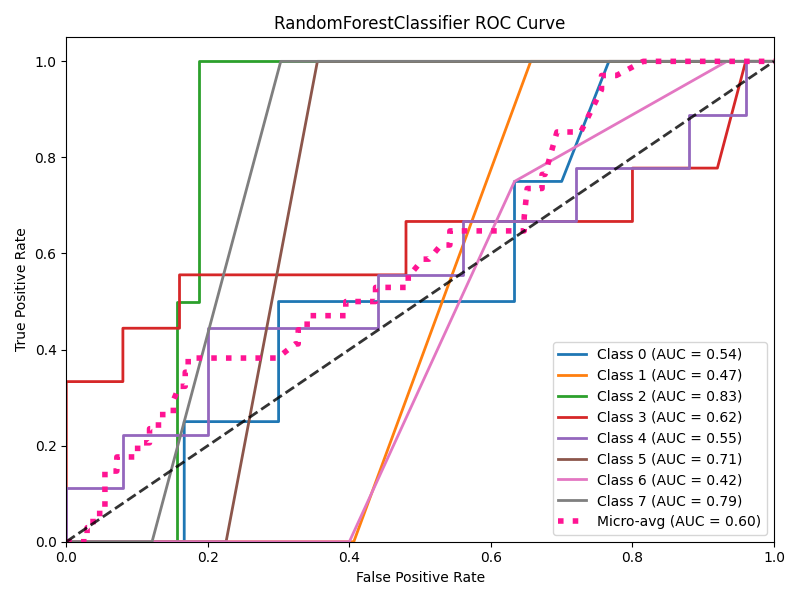 RandomForestClassifier ROC Curve
True Positive Rate
1.0
0.8
0.6
0.4
0.2
0.0
0.0 0.2 0.4 0.6 0.8 1.0
False Positive Rate
Class 0 (AUC = 0.54)
Class 1 (AUC = 0.47)
Class 2 (AUC = 0.83)
Class 3 (AUC = 0.62)
Class 4 (AUC = 0.55)
Class 5 (AUC = 0.71)
Class 6 (AUC = 0.42)
Class 7 (AUC = 0.79)
Micro-avg (AUC = 0.60)